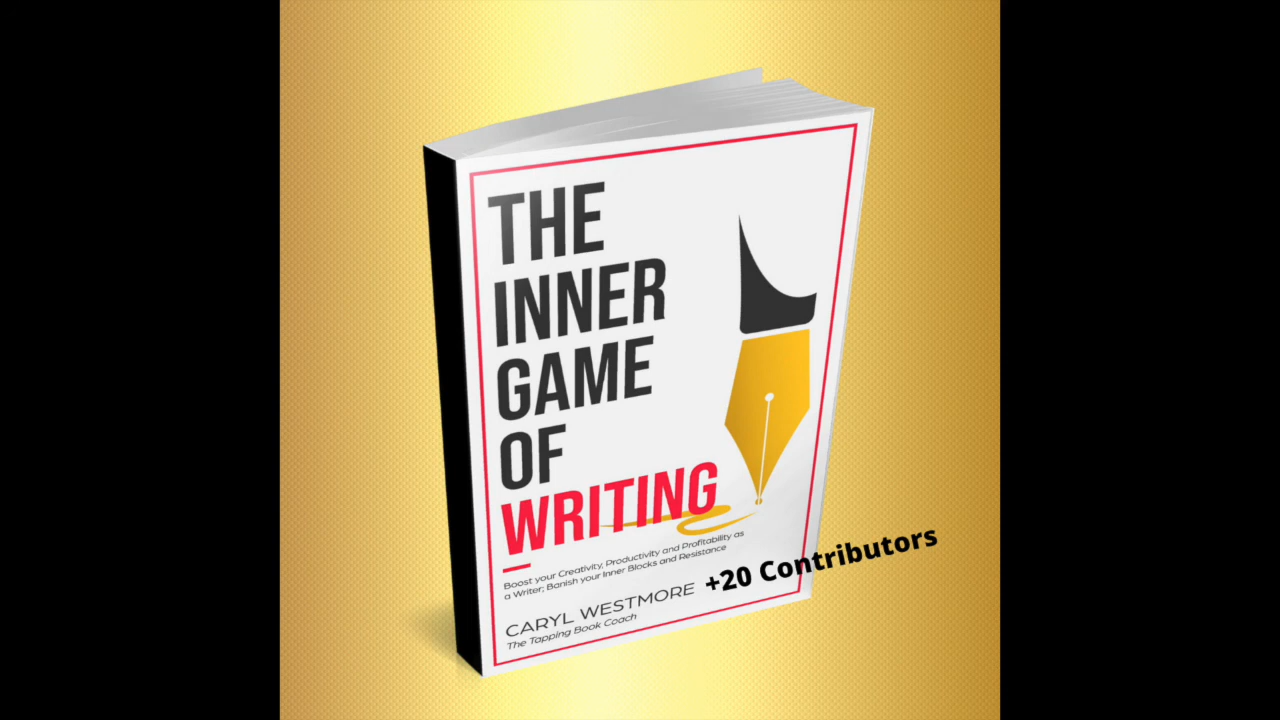 THE
INNER
GAME
OF
WRITING
Boost your Creativity, Productivity and Profitability as
a Writer; Banish your Inner Blocks and Resistance
CARYL WESTMORE
The Tapping Book Coach
+20 Contributors